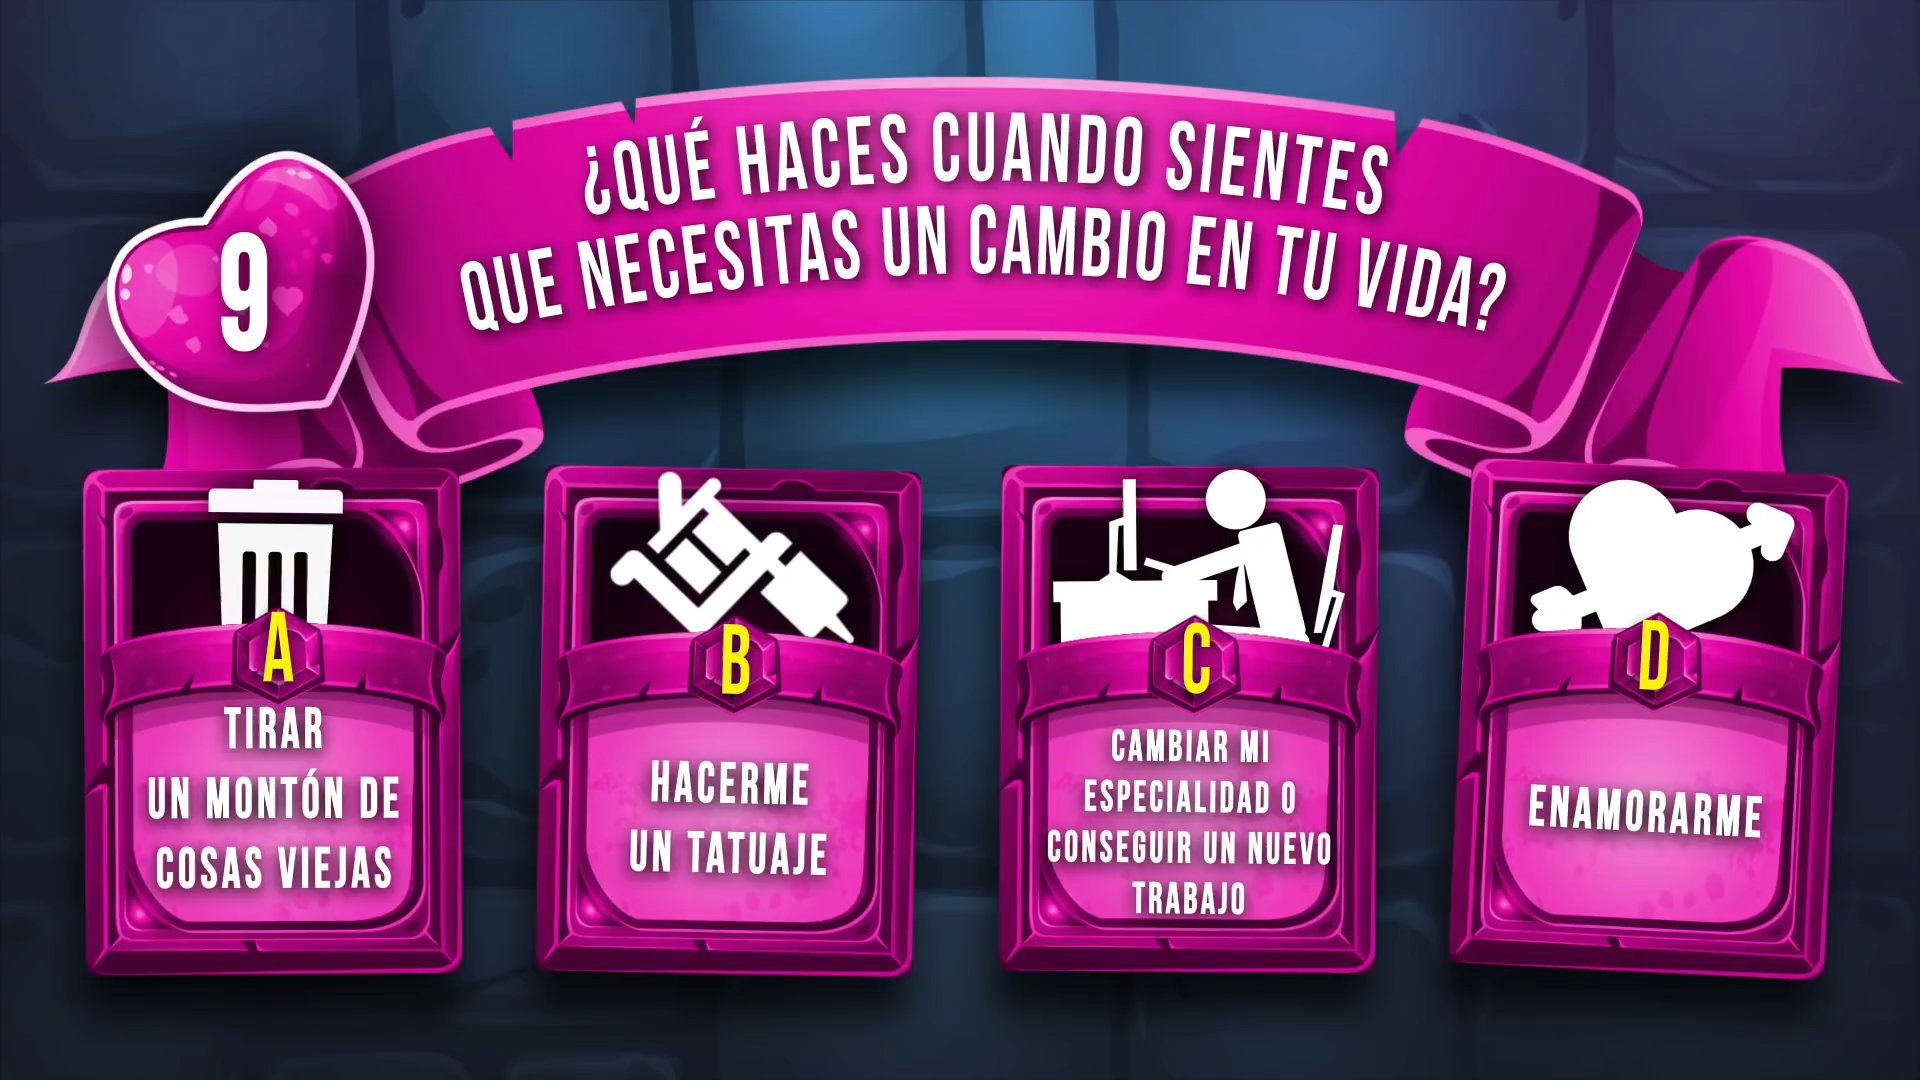 ¿QUÉ HACES CUANDO SIENTES
QUE NECESITAS UN CAMBIO EN TU VIDA?
9
A
TIRAR
UN MONTÓN DE
COSAS VIEJAS
B
HACERME
UN TATUAJE
C
CAMBIAR MI
ESPECIALIDAD O
CONSEGUIR UN NUEVO
TRABAJO
D
ENAMORARME